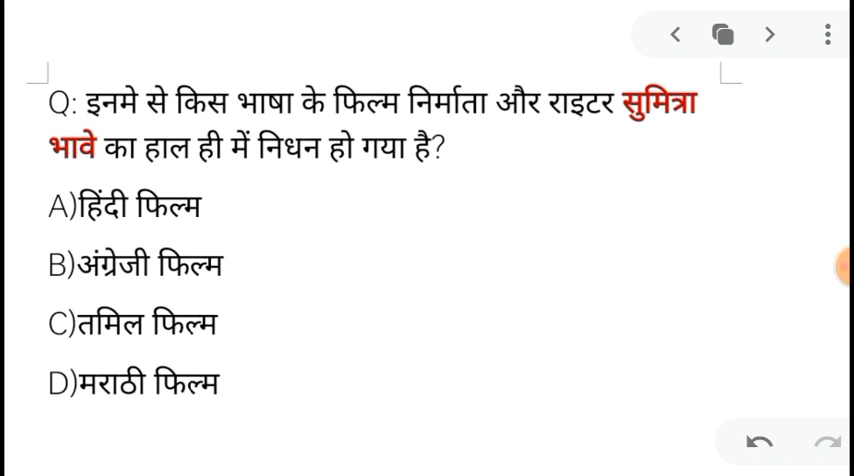 Q: इनमे से किस भाषा के फिल्म निर्माता और राइटर सुमित्रा
भावे का हाल ही में निधन हो गया है?
A)हिंदी फिल्म
B)अंग्रेजी फिल्म
C)तमिल फिल्म
D)मराठी फिल्म